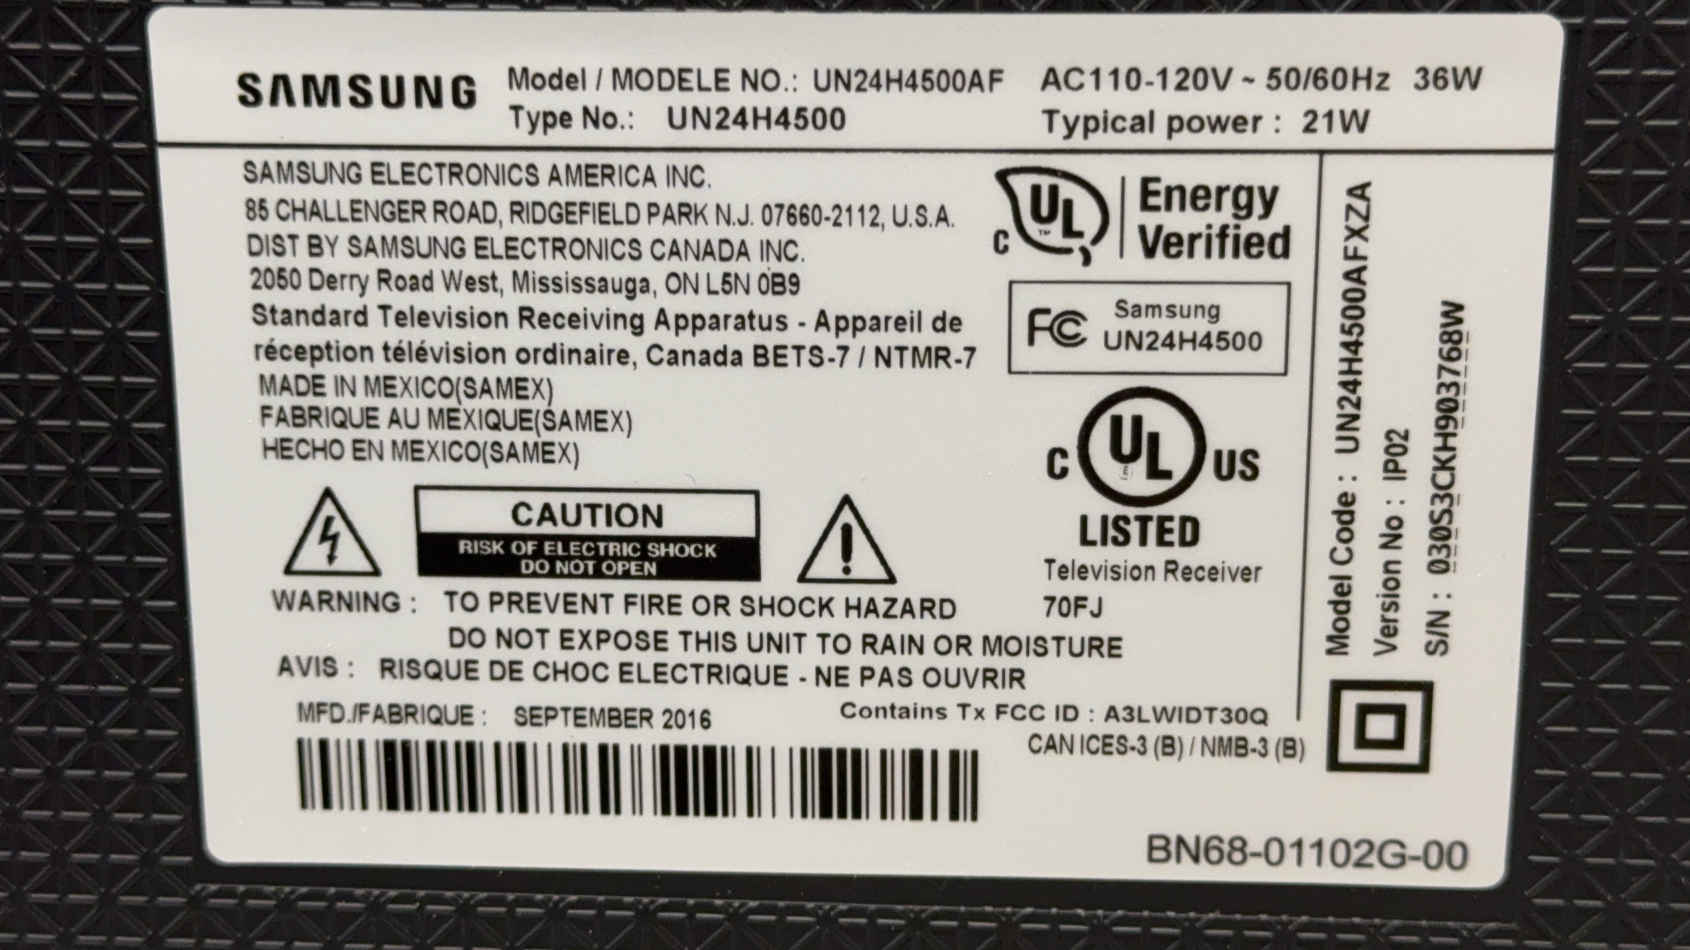 SAMSUNG
Model / MODELE NO.: UN24H4500AF
Type No.: UN24H4500
AC110-120V ~ 50/60Hz 36W
Typical power : 21W
SAMSUNG ELECTRONICS AMERICA INC.
85 CHALLENGER ROAD, RIDGEFIELD PARK N.J. 07660-2112, U.S.A.
DIST BY SAMSUNG ELECTRONICS CANADA INC.
2050 Derry Road West, Mississauga, ON L5N 0B9
Standard Television Receiving Apparatus - Appareil de
réception télévision ordinaire, Canada BETS-7 / NTMR-7
MADE IN MEXICO(SAMEX)
FABRIQUE AU MEXIQUE(SAMEX)
HECHO EN MEXICO(SAMEX)
C UL ™
Energy
Verified
FC
Samsung
UN24H4500
C UL US
LISTED
Television Receiver
70FJ
CAUTION
RISK OF ELECTRIC SHOCK
DO NOT OPEN
WARNING : TO PREVENT FIRE OR SHOCK HAZARD
DO NOT EXPOSE THIS UNIT TO RAIN OR MOISTURE
AVIS : RISQUE DE CHOC ELECTRIQUE - NE PAS OUVRIR
MFD./FABRIQUE : SEPTEMBER 2016
Contains Tx FCC ID : A3LWIDT30Q
CAN ICES-3 (B) / NMB-3 (B)
Model Code : UN24H4500AFXZA
Version No : IP02
S/N : 030S3CKH903768W
BN68-01102G-00